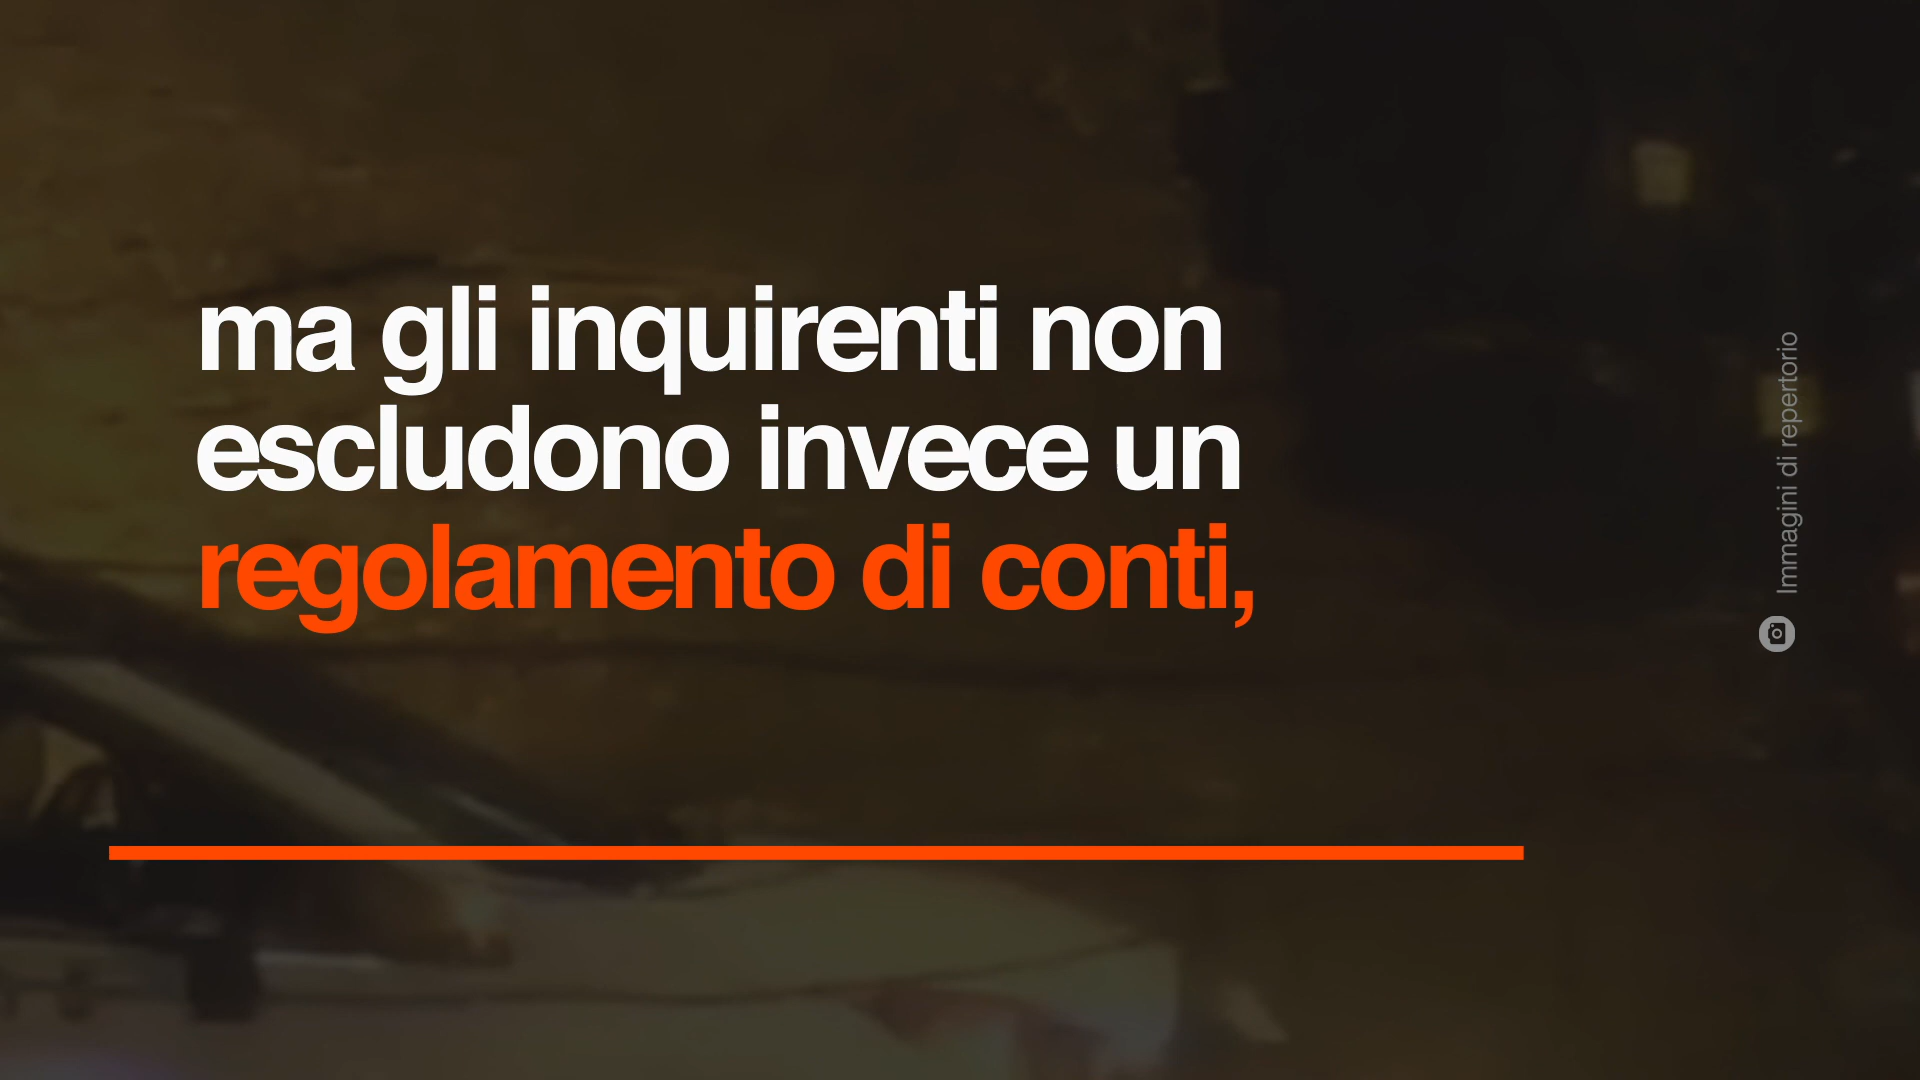 ma gli inquirenti non
escludono invece un
regolamento di conti,
Immagini di repertorio